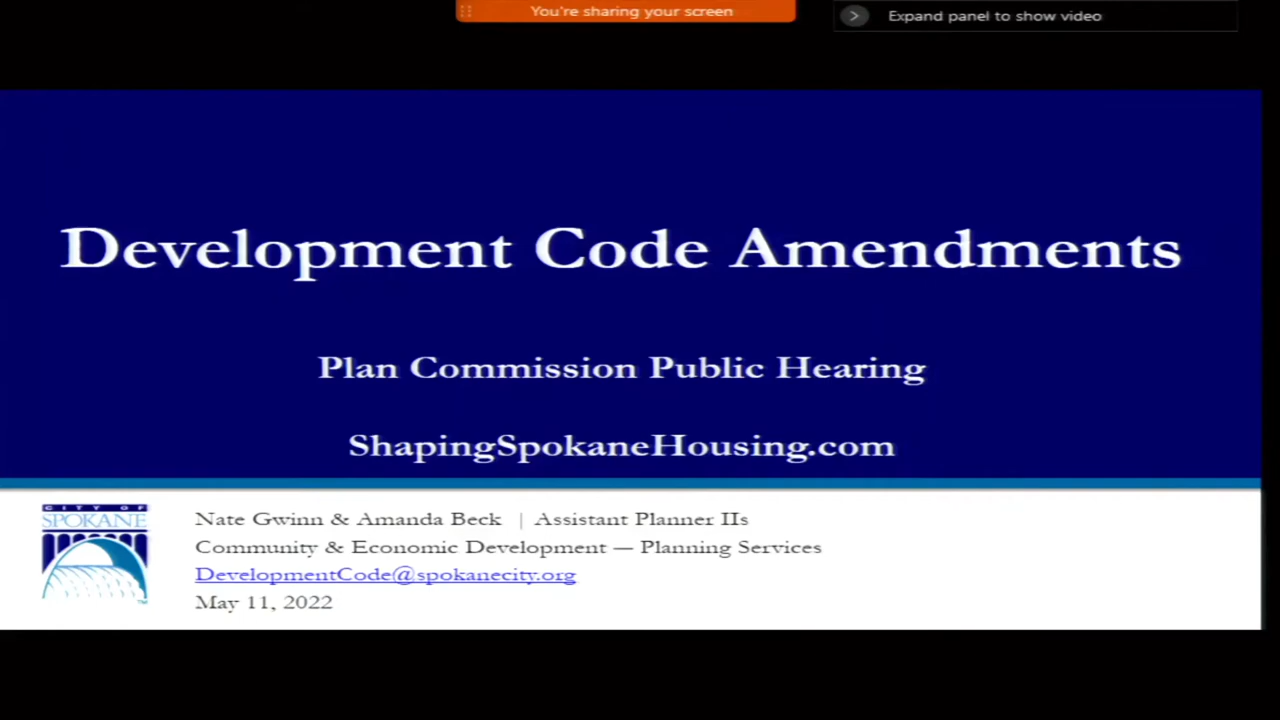 You're sharing your screen
Expand panel to show video
Development Code Amendments
Plan Commission Public Hearing
ShapingSpokaneHousing.com
CITY OF
SPOKANE
Nate Gwinn & Amanda Beck | Assistant Planner IIs
Community & Economic Development — Planning Services
DevelopmentCode@spokanecity.org
May 11, 2022